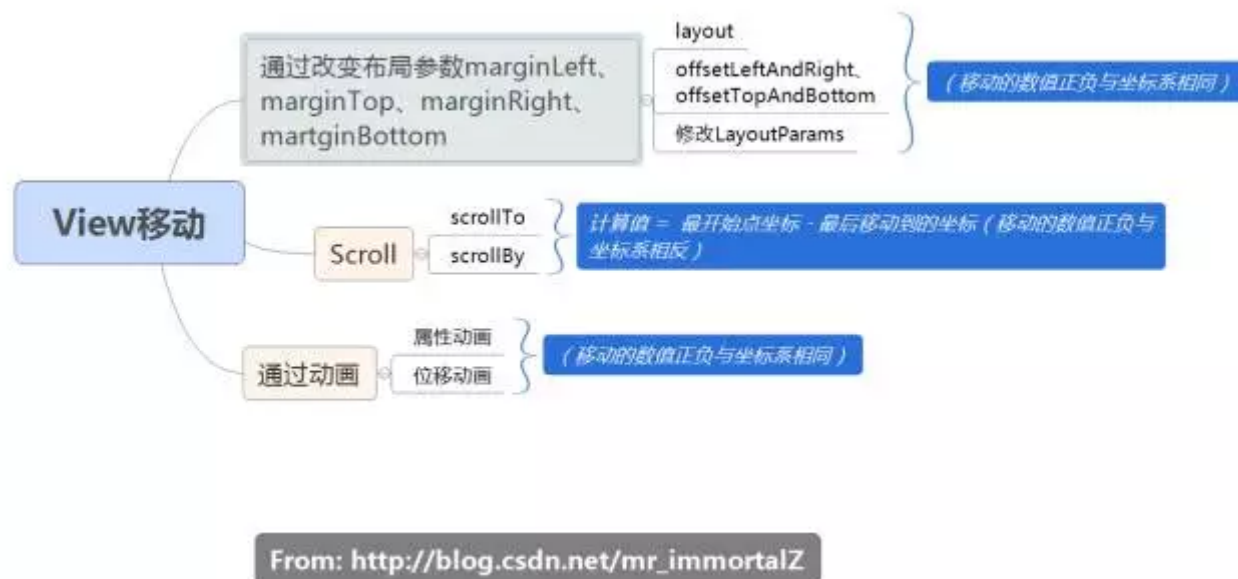 View移动
通过改变布局参数marginLeft、
marginTop、marginRight、
martginBottom
layout
offsetLeftAndRight、
offsetTopAndBottom
修改LayoutParams
（移动的数值正负与坐标系相同）
Scroll
scrollTo
scrollBy
计算值 = 最开始点坐标 - 最后移动到的坐标（移动的数值正负与
坐标系相反）
通过动画
属性动画
位移动画
（移动的数值正负与坐标系相同）
From: http://blog.csdn.net/mr_immortalZ